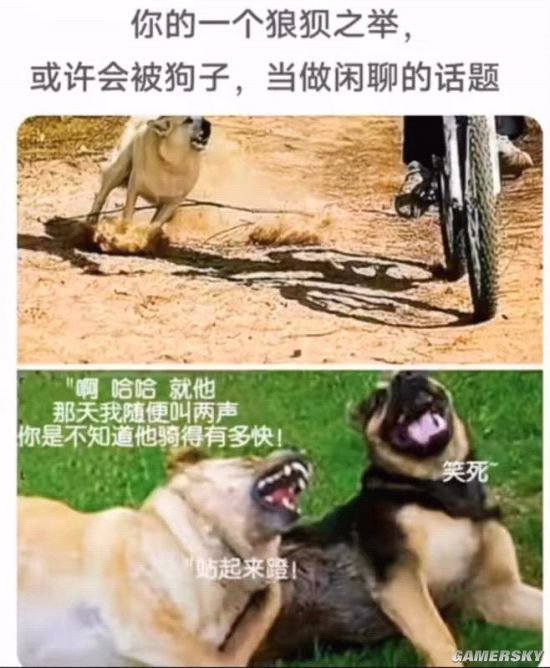 你的一个狼狈之举，
或许会被狗子，当做闲聊的话题
"啊 哈哈 就他
那天我随便叫两声
你是不知道他骑得有多快！
笑死~
"站起来蹬！
GAMERSKY